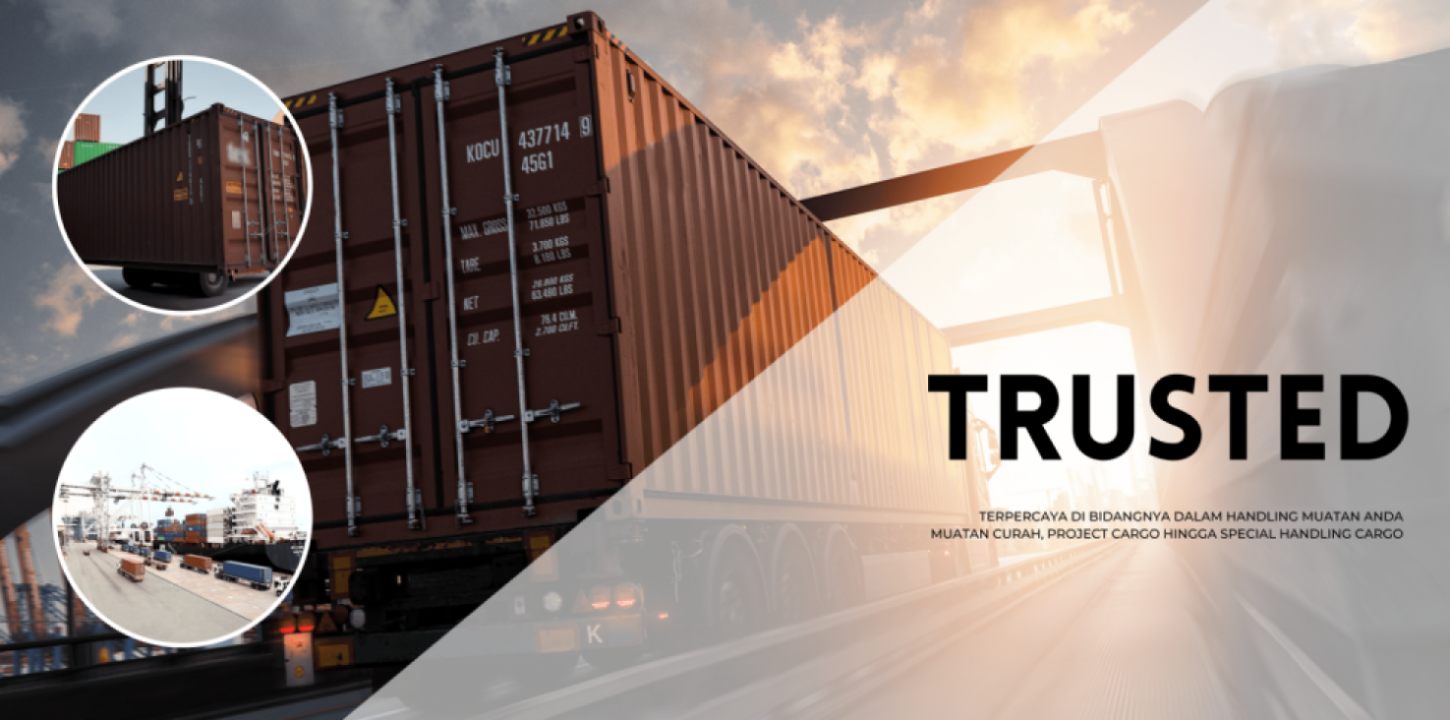 KOCU 437714 9
45G1
MAX. GROSS 32.500 KGS
71.650 LBS
TARE 3.700 KGS
8.160 LBS
NET 28.800 KGS
63.490 LBS
CU. CAP. 76.4 CU.M.
2.700 CU.FT.
K
TRUSTED
TERPERCAYA DI BIDANGNYA DALAM HANDLING MUATAN ANDA
MUATAN CURAH, PROJECT CARGO HINGGA SPECIAL HANDLING CARGO